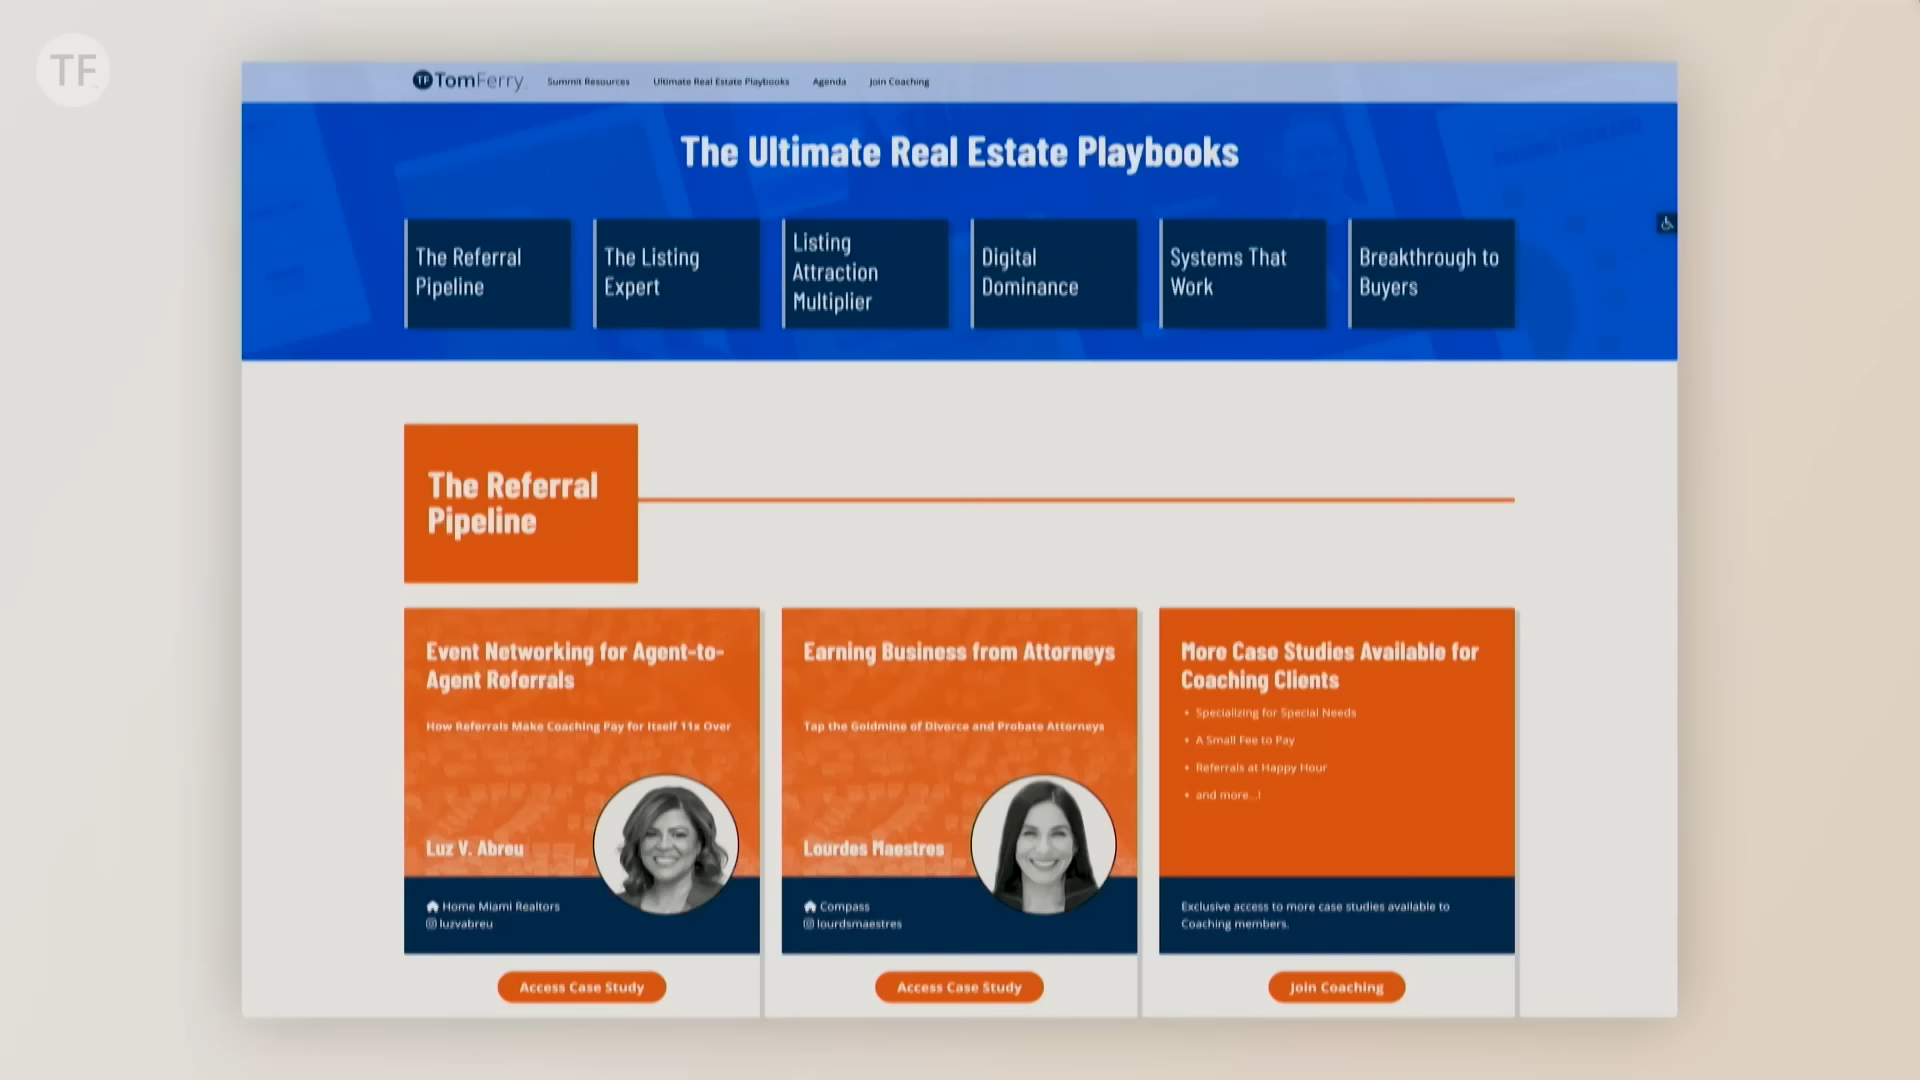 TF
TF TomFerry
Summit Resources
Ultimate Real Estate Playbooks
Agenda
Join Coaching
The Ultimate Real Estate Playbooks
The Referral
Pipeline
The Listing
Expert
Listing
Attraction
Multiplier
Digital
Dominance
Systems That
Work
Breakthrough to
Buyers
The Referral
Pipeline
Event Networking for Agent-to-
Agent Referrals
How Referrals Make Coaching Pay for Itself 11x Over
Luz V. Abreu
Home Miami Realtors
luzvabreu
Access Case Study
Earning Business from Attorneys
Tap the Goldmine of Divorce and Probate Attorneys
Lourdes Maestres
Compass
lourdsmaestres
Access Case Study
More Case Studies Available for
Coaching Clients
• Specializing for Special Needs
• A Small Fee to Pay
• Referrals at Happy Hour
• and more...!
Exclusive access to more case studies available to
Coaching members.
Join Coaching